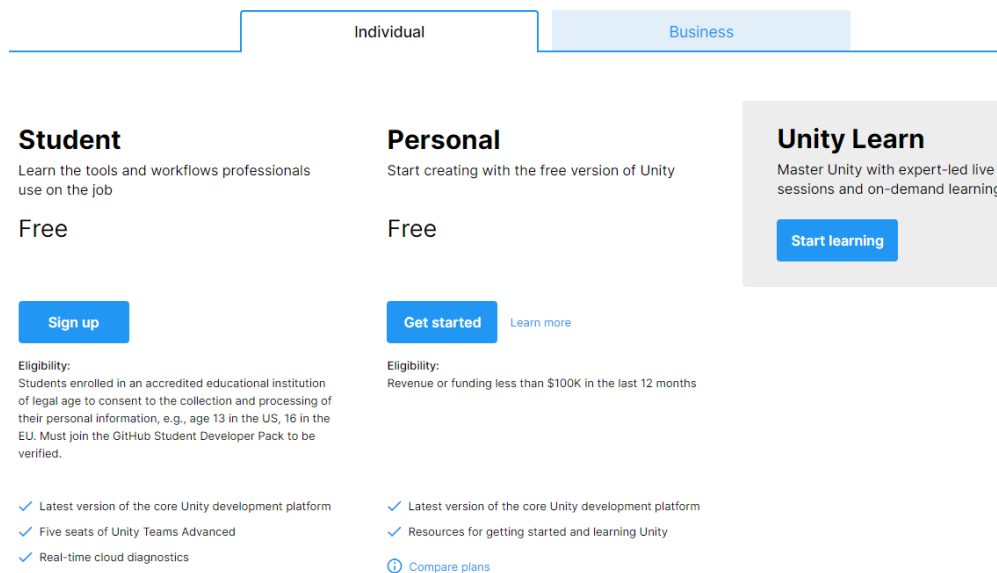 Individual
Business
Student
Learn the tools and workflows professionals
use on the job
Free
Sign up
Eligibility:
Students enrolled in an accredited educational institution
of legal age to consent to the collection and processing of
their personal information, e.g., age 13 in the US, 16 in the
EU. Must join the GitHub Student Developer Pack to be
verified.
Latest version of the core Unity development platform
Five seats of Unity Teams Advanced
Real-time cloud diagnostics
Personal
Start creating with the free version of Unity
Free
Get started
Learn more
Eligibility:
Revenue or funding less than $100K in the last 12 months
Latest version of the core Unity development platform
Resources for getting started and learning Unity
Compare plans
Unity Learn
Master Unity with expert-led live
sessions and on-demand learning
Start learning